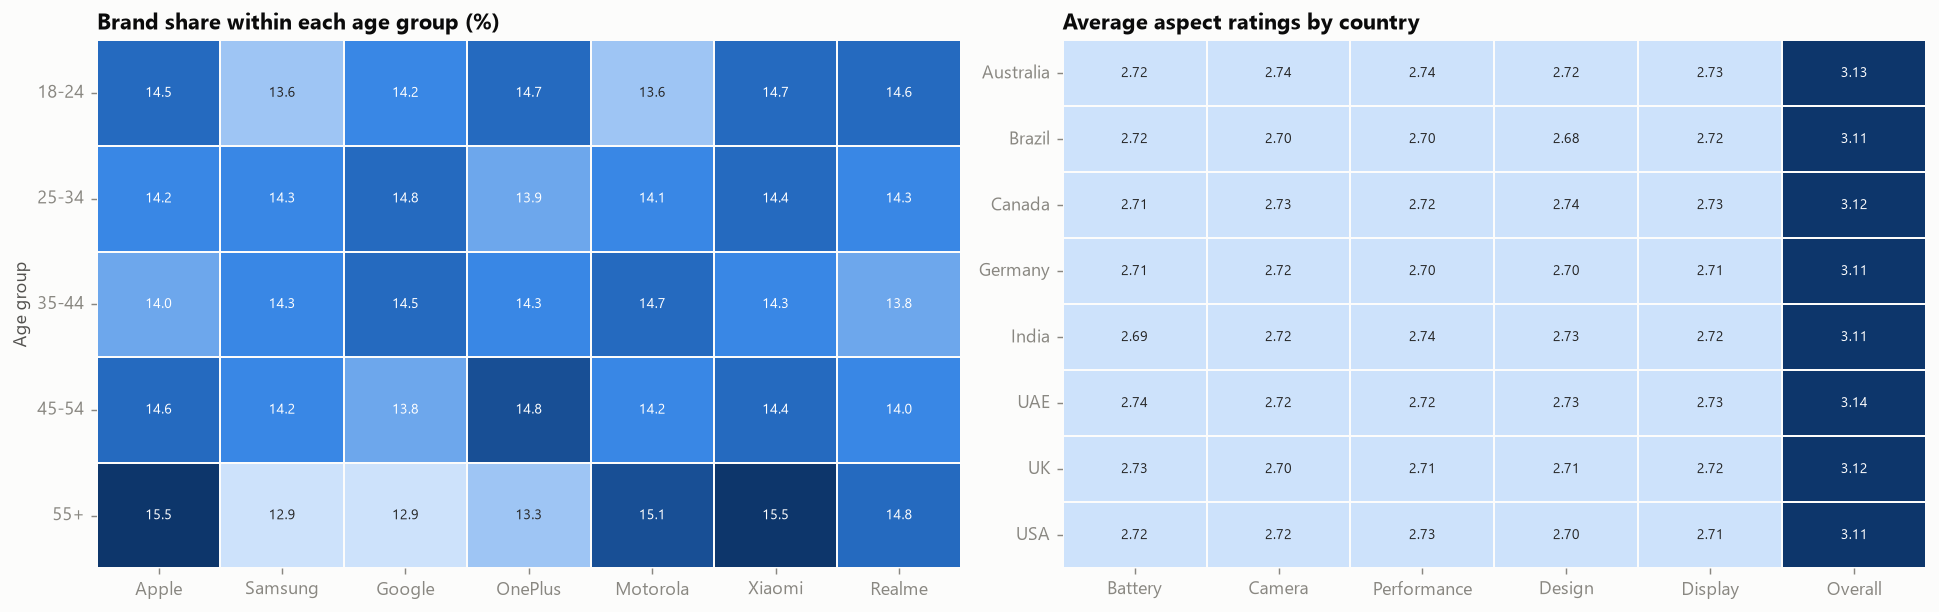 Brand share within each age group (%)
Age group
18-24 14.5 13.6 14.2 14.7 13.6 14.7 14.6
25-34 14.2 14.3 14.8 13.9 14.1 14.4 14.3
35-44 14.0 14.3 14.5 14.3 14.7 14.3 13.8
45-54 14.6 14.2 13.8 14.8 14.2 14.4 14.0
55+ 15.5 12.9 12.9 13.3 15.1 15.5 14.8
Apple Samsung Google OnePlus Motorola Xiaomi Realme
Average aspect ratings by country
Australia 2.72 2.74 2.74 2.72 2.73 3.13
Brazil 2.72 2.70 2.70 2.68 2.72 3.11
Canada 2.71 2.73 2.72 2.74 2.73 3.12
Germany 2.71 2.72 2.70 2.70 2.71 3.11
India 2.69 2.72 2.74 2.73 2.72 3.11
UAE 2.74 2.72 2.72 2.73 2.73 3.14
UK 2.73 2.70 2.71 2.71 2.72 3.12
USA 2.72 2.72 2.73 2.70 2.71 3.11
Battery Camera Performance Design Display Overall